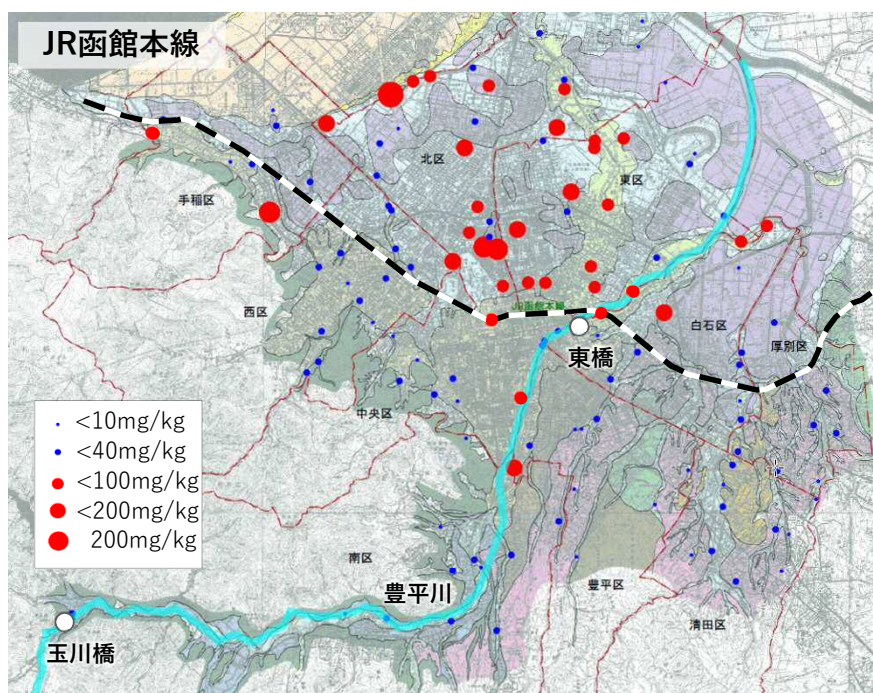 JR函館本線
北区
東区
手稲区
西区
JR函館本線
白石区
厚別区
東橋
中央区
<10mg/kg
<40mg/kg
<100mg/kg
<200mg/kg
200mg/kg
南区
豊平川
豊平区
清田区
玉川橋